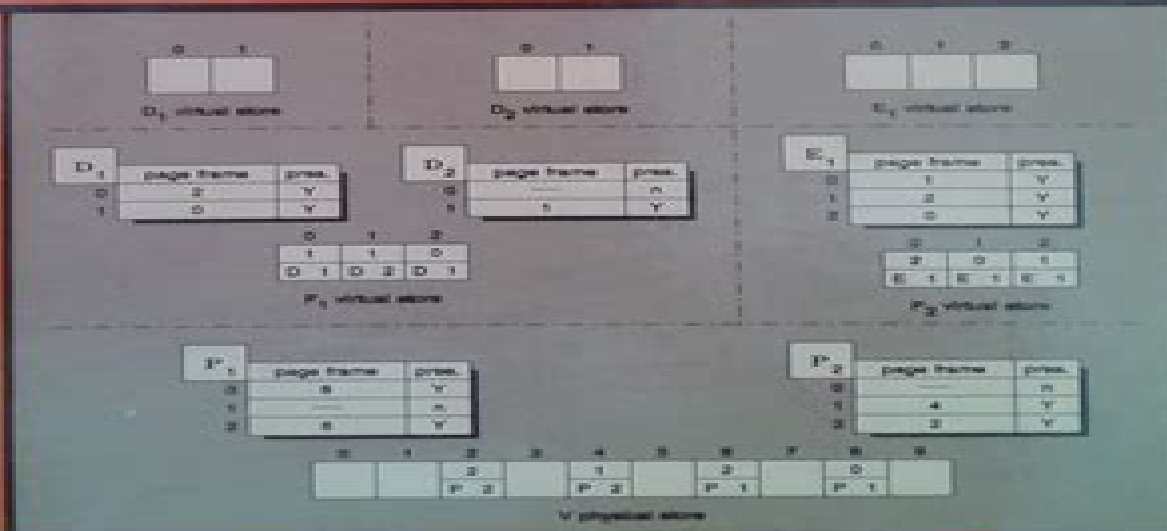 0 1
D₁ virtual store
0 1
D₂ virtual store
0 1 2
E₁ virtual store
D₁
page frame pres.
0 2 Y
1 0 Y
D₂
page frame pres.
0 — n
1 1 Y
E₁
page frame pres.
0 1 Y
1 2 Y
2 0 Y
0 1 2
1 1 0
D 1 D 2 D 1
P₁ virtual store
0 1 2
2 0 1
E 1 E 1 E 1
P₂ virtual store
P₁
page frame pres.
0 8 Y
1 — n
2 6 Y
P₂
page frame pres.
0 — n
1 4 Y
2 2 Y
0 1 2 3 4 5 6 7 8 9
2 1 2 0
P 2 P 2 P 1 P 1
V physical store